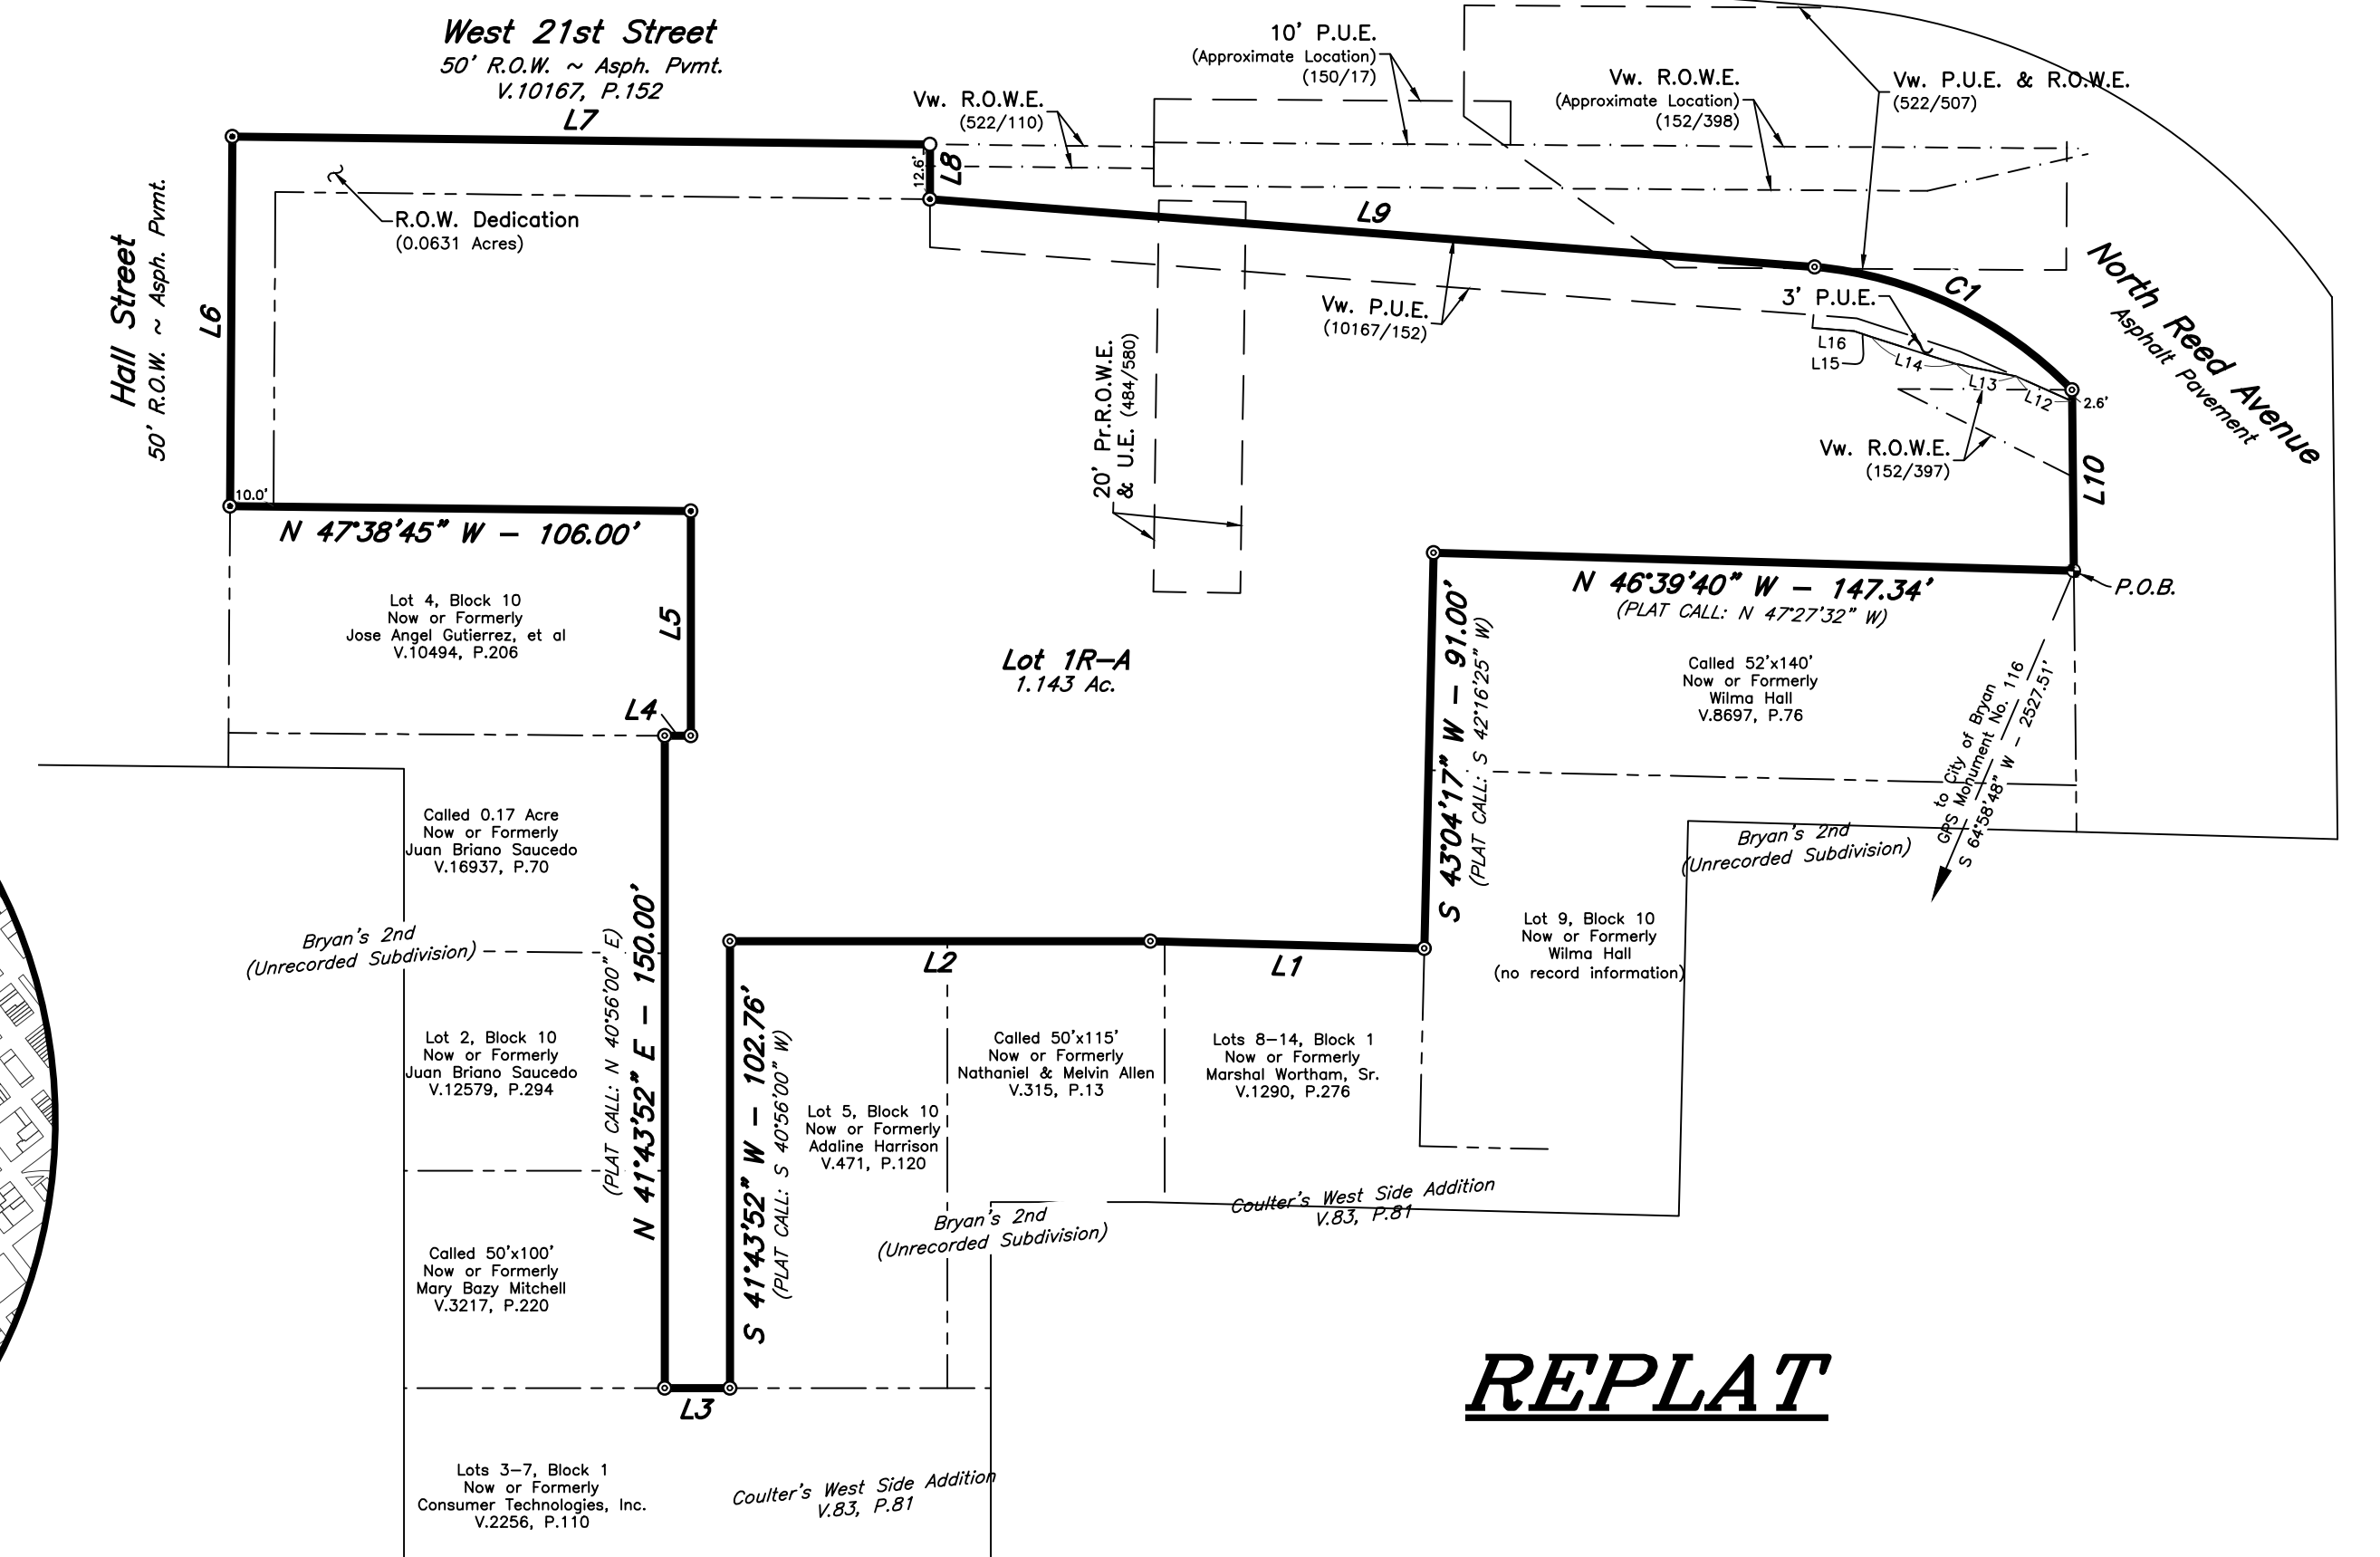 West 21st Street
50' R.O.W. ~ Asph. Pvmt.
V.10167, P.152
L7
10' P.U.E.
(Approximate Location)
(150/17)
Vw. R.O.W.E.
(522/110)
Vw. R.O.W.E.
(Approximate Location)
(152/398)
Vw. P.U.E. & R.O.W.E.
(522/507)
12.6'
L8
L9
R.O.W. Dedication
(0.0631 Acres)
Hall Street
50' R.O.W. ~ Asph. Pvmt.
L6
Vw. P.U.E.
(10167/152)
C1
3' P.U.E.
L16
L15
L14
L13
L12
2.6'
North Reed Avenue
Asphalt Pavement
20' Pr.R.O.W.E.
& U.E. (484/580)
Vw. R.O.W.E.
(152/397)
L10
10.0'
N 47°38'45" W - 106.00'
N 46°39'40" W - 147.34'
(PLAT CALL: N 47°27'32" W)
P.O.B.
Lot 4, Block 10
Now or Formerly
Jose Angel Gutierrez, et al
V.10494, P.206
L5
L4
Lot 1R-A
1.143 Ac.
S 43°04'17" W - 91.00'
(PLAT CALL: S 42°16'25" W)
Called 52'x140'
Now or Formerly
Wilma Hall
V.8697, P.76
to City of Bryan
GPS Monument No. 116
S 64°58'48" W - 2527.51'
Called 0.17 Acre
Now or Formerly
Juan Briano Saucedo
V.16937, P.70
Bryan's 2nd
(Unrecorded Subdivision)
Bryan's 2nd
(Unrecorded Subdivision)
Lot 9, Block 10
Now or Formerly
Wilma Hall
(no record information)
N 41°43'52" E - 150.00'
(PLAT CALL: N 40°56'00" E)
L2
L1
S 41°43'52" W - 102.76'
(PLAT CALL: S 40°56'00" W)
Lot 2, Block 10
Now or Formerly
Juan Briano Saucedo
V.12579, P.294
Called 50'x115'
Now or Formerly
Nathaniel & Melvin Allen
V.315, P.13
Lots 8-14, Block 1
Now or Formerly
Marshal Wortham, Sr.
V.1290, P.276
Lot 5, Block 10
Now or Formerly
Adaline Harrison
V.471, P.120
Bryan's 2nd
(Unrecorded Subdivision)
Coulter's West Side Addition
V.83, P.81
Called 50'x100'
Now or Formerly
Mary Bazy Mitchell
V.3217, P.220
L3
REPLAT
Lots 3-7, Block 1
Now or Formerly
Consumer Technologies, Inc.
V.2256, P.110
Coulter's West Side Addition
V.83, P.81